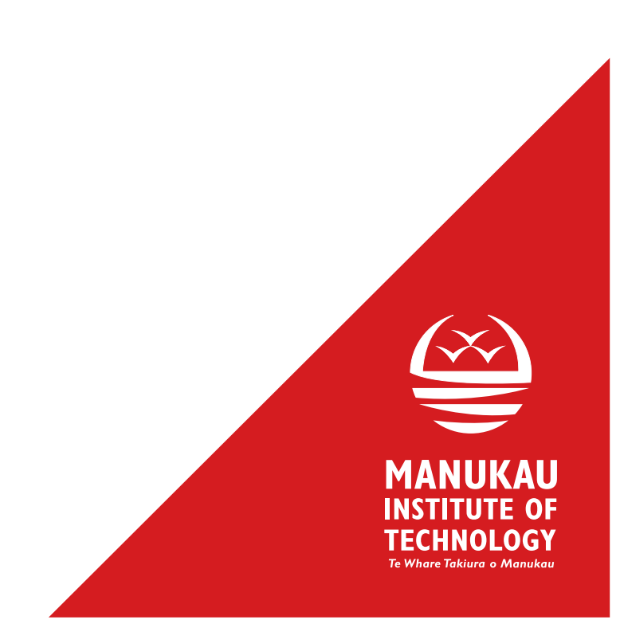 MANUKAU
INSTITUTE OF
TECHNOLOGY
Te Whare Takiura o Manukau